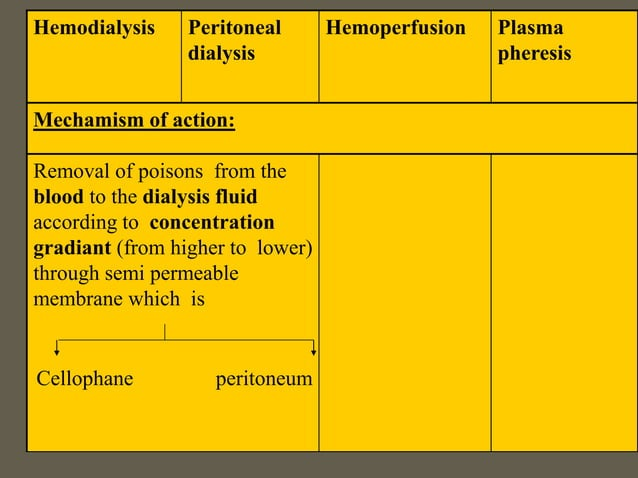 Hemodialysis
Peritoneal
dialysis
Hemoperfusion
Plasma
pheresis
Mechamism of action:
Removal of poisons from the
blood to the dialysis fluid
according to concentration
gradiant (from higher to lower)
through semi permeable
membrane which is
Cellophane peritoneum